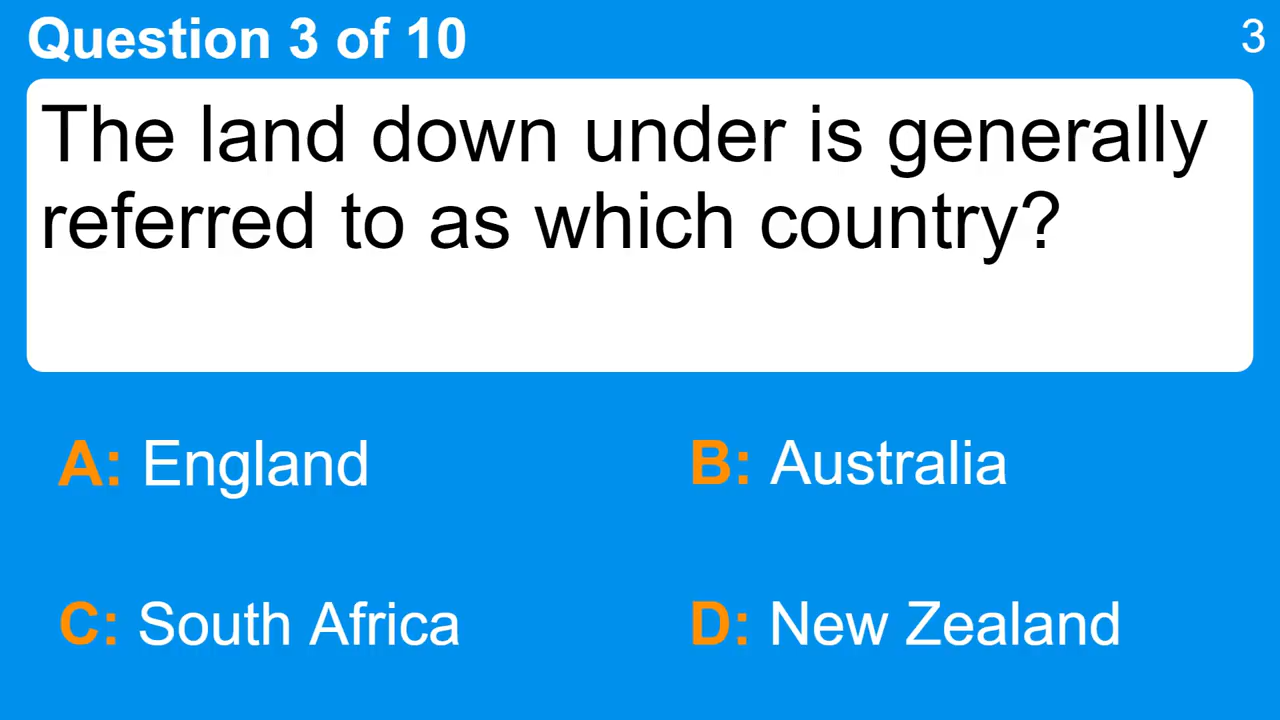 Question 3 of 10
3
The land down under is generally
referred to as which country?
A: England
B: Australia
C: South Africa
D: New Zealand